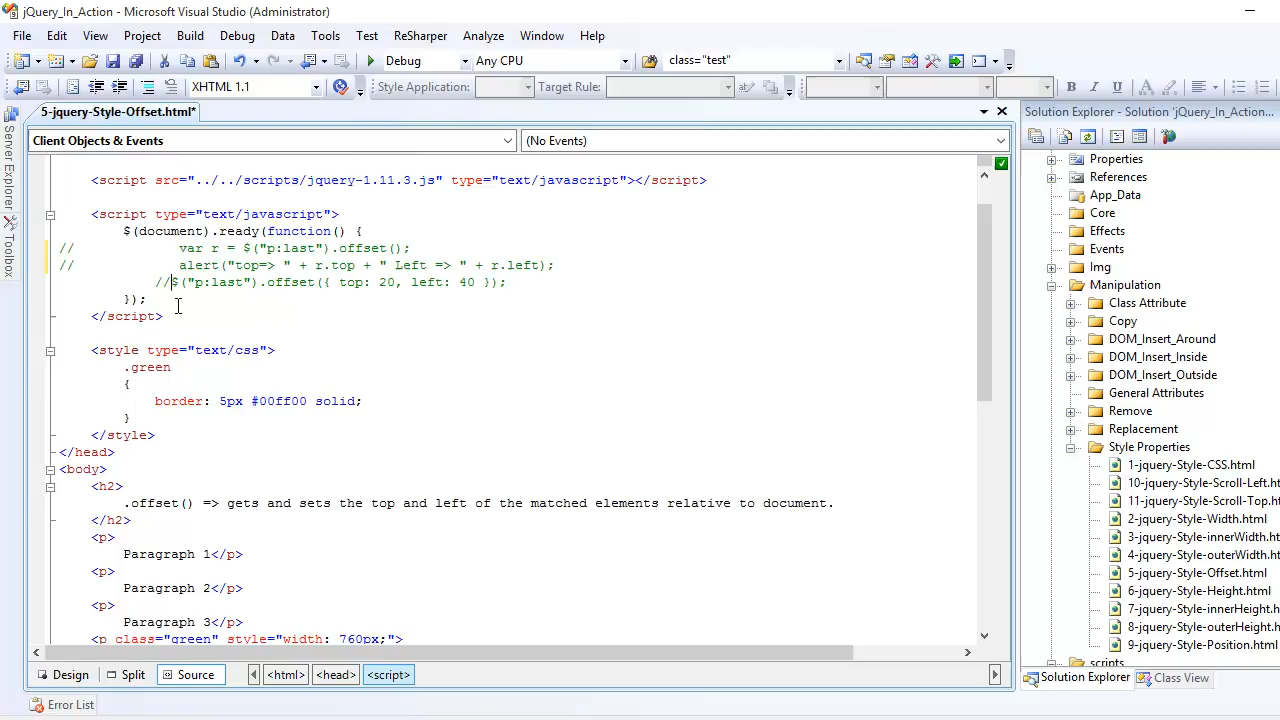 jQuery_In_Action - Microsoft Visual Studio (Administrator)
File Edit View Project Build Debug Data Tools Test ReSharper Analyze Window Help
Debug Any CPU class="test"
XHTML 1.1 Style Application: Target Rule: B I U A
5-jquery-Style-Offset.html*
Solution Explorer - Solution 'jQuery_In_Action...
Client Objects & Events (No Events)
Server Explorer
Toolbox
<script src="../../scripts/jquery-1.11.3.js" type="text/javascript"></script>
<script type="text/javascript">
$(document).ready(function() {
// var r = $("p:last").offset();
// alert("top=> " + r.top + " Left => " + r.left);
//$("p:last").offset({ top: 20, left: 40 });
});
</script>
<style type="text/css">
.green
{
border: 5px #00ff00 solid;
}
</style>
</head>
<body>
<h2>
.offset() => gets and sets the top and left of the matched elements relative to document.
</h2>
<p>
Paragraph 1</p>
<p>
Paragraph 2</p>
<p>
Paragraph 3</p>
<p class="green" style="width: 760px;">
Properties
References
App_Data
Core
Effects
Events
Img
Manipulation
Class Attribute
Copy
DOM_Insert_Around
DOM_Insert_Inside
DOM_Insert_Outside
General Attributes
Remove
Replacement
Style Properties
1-jquery-Style-CSS.html
10-jquery-Style-Scroll-Left.h
11-jquery-Style-Scroll-Top.h
2-jquery-Style-Width.html
3-jquery-Style-innerWidth.h
4-jquery-Style-outerWidth.h
5-jquery-Style-Offset.html
6-jquery-Style-Height.html
7-jquery-Style-innerHeight.h
8-jquery-Style-outerHeight.h
9-jquery-Style-Position.html
scripts
Design Split Source <html> <head> <script>
Solution Explorer Class View
Error List